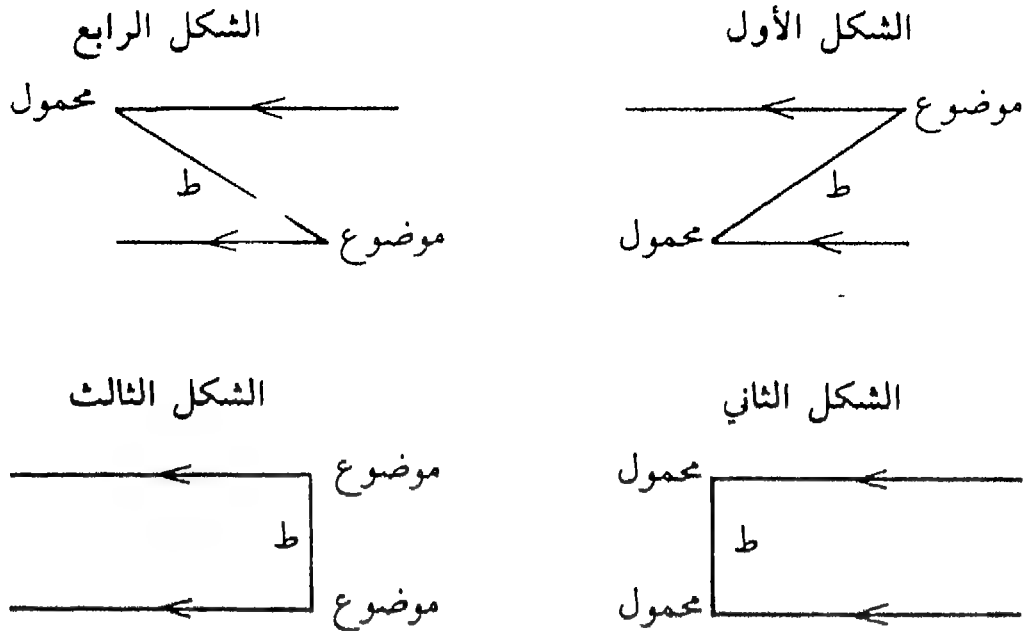 الشكل الأول
موضوع
ط
محمول
الشكل الرابع
محمول
ط
موضوع
الشكل الثاني
محمول
ط
محمول
الشكل الثالث
موضوع
ط
موضوع